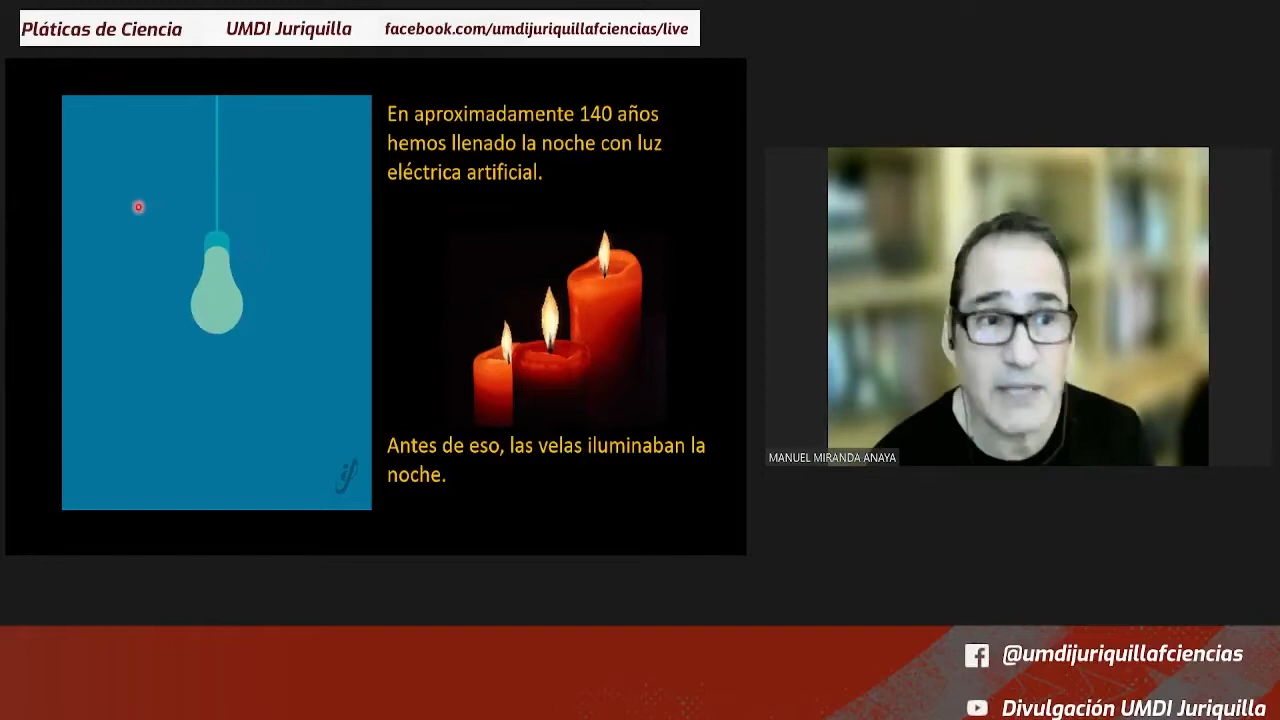 Pláticas de Ciencia UMDI Juriquilla facebook.com/umdijuriquillafciencias/live
En aproximadamente 140 años
hemos llenado la noche con luz
eléctrica artificial.
Antes de eso, las velas iluminaban la
noche.
MANUEL MIRANDA ANAYA
@umdijuriquillafciencias
Divulgación UMDI Juriquilla